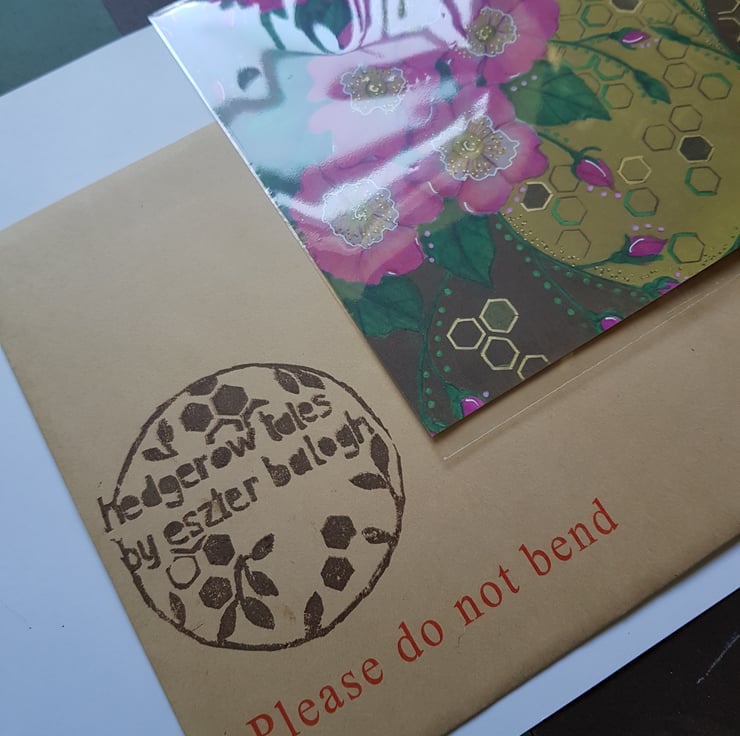 hedgerow tales
by eszter balogh
Please do not bend